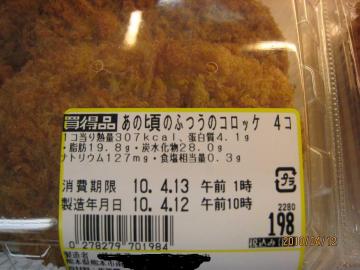 買得品 あの頃のふつうのコロッケ 4コ
1コ当り熱量307kcal、蛋白質4.1g
・脂肪19.8g・炭水化物28.0g
ナトリウム127mg・食塩相当量0.3g
消費期限 10.4.13 午前 1時
製造年月日 10.4.12 午前10時
プラ
2280
198
0 278279 701984
2010/04/12